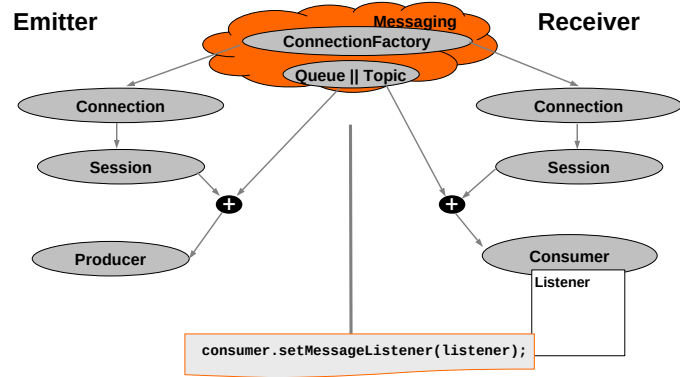 Emitter
Messaging
Receiver
ConnectionFactory
Queue || Topic
Connection
Connection
Session
Session
+
+
Producer
Consumer
Listener
consumer.setMessageListener(listener);